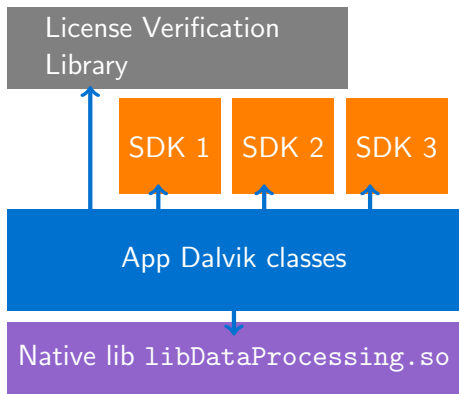 License Verification
Library
SDK 1 SDK 2 SDK 3
App Dalvik classes
Native lib libDataProcessing.so